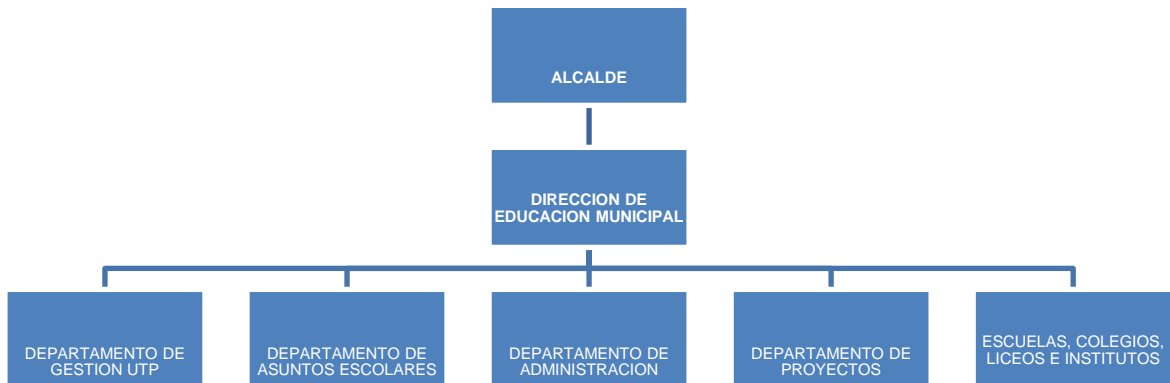 ALCALDE
DIRECCION DE
EDUCACION MUNICIPAL
DEPARTAMENTO DE
GESTION UTP
DEPARTAMENTO DE
ASUNTOS ESCOLARES
DEPARTAMENTO DE
ADMINISTRACION
DEPARTAMENTO DE
PROYECTOS
ESCUELAS, COLEGIOS,
LICEOS E INSTITUTOS